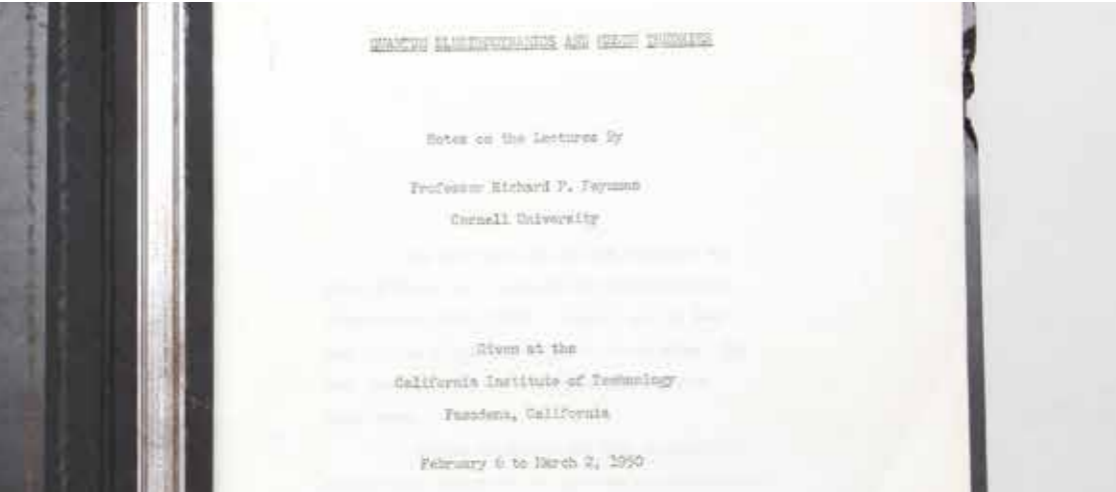 QUANTUM ELECTRODYNAMICS AND MESON THEORIES
Notes on the Lectures By
Professor Richard P. Feynman
Cornell University
Given at the
California Institute of Technology
Pasadena, California
February 6 to March 2, 1950